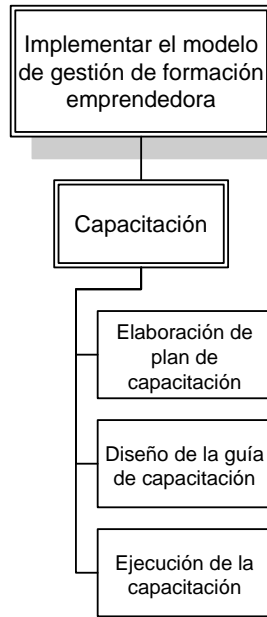 Implementar el modelo
de gestión de formación
emprendedora
Capacitación
Elaboración de
plan de
capacitación
Diseño de la guía
de capacitación
Ejecución de la
capacitación